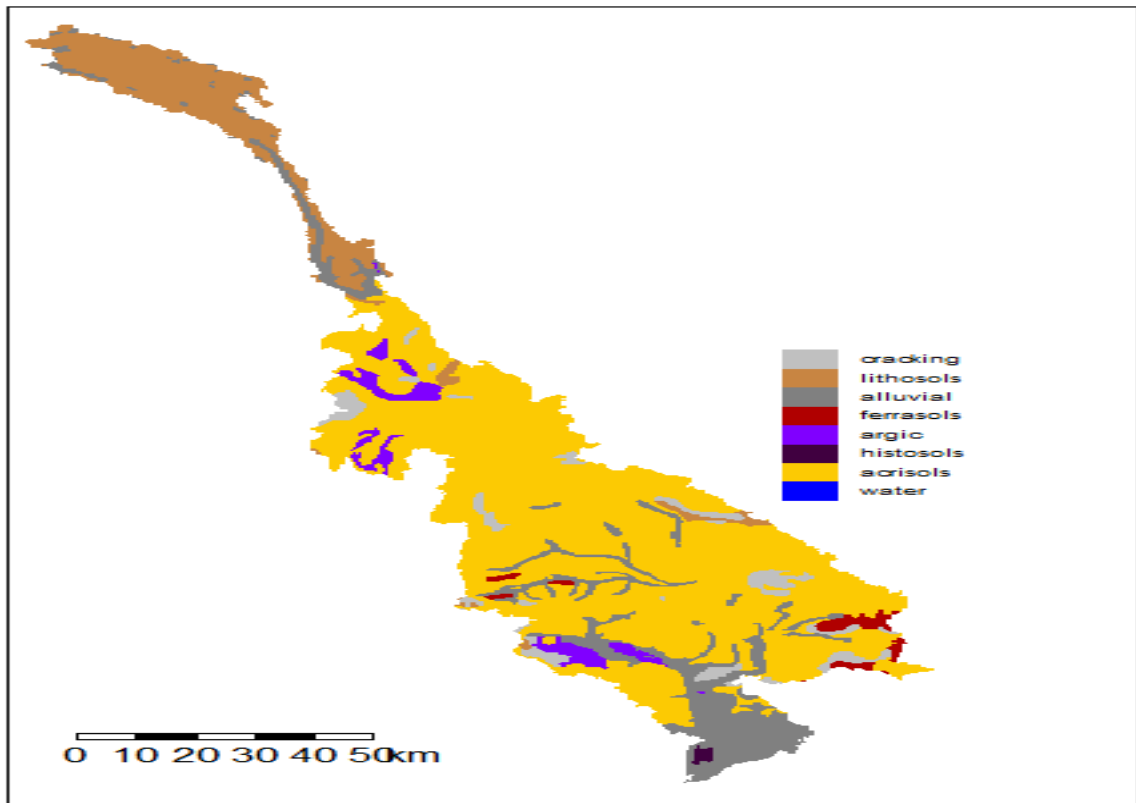 cracking
lithosols
alluvial
ferrasols
argic
histosols
acrisols
water
0 10 20 30 40 50km